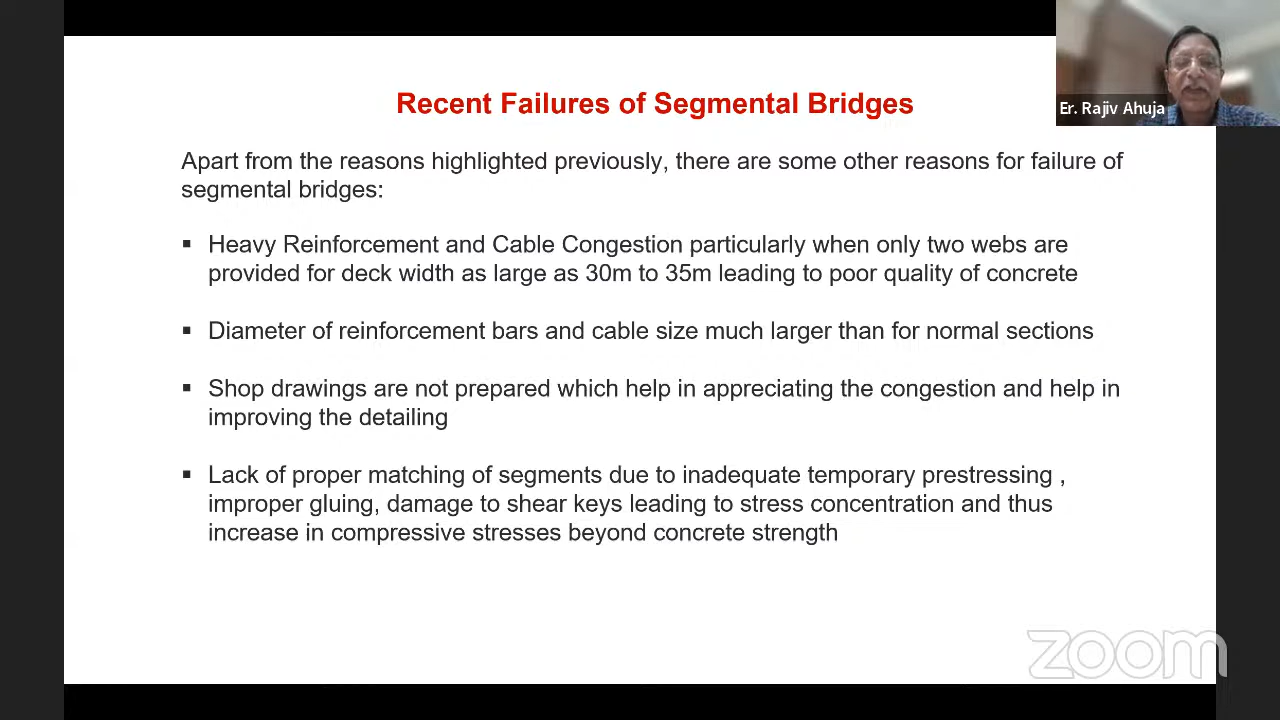 Recent Failures of Segmental Bridges
Er. Rajiv Ahuja
Apart from the reasons highlighted previously, there are some other reasons for failure of
segmental bridges:
▪ Heavy Reinforcement and Cable Congestion particularly when only two webs are
provided for deck width as large as 30m to 35m leading to poor quality of concrete
▪ Diameter of reinforcement bars and cable size much larger than for normal sections
▪ Shop drawings are not prepared which help in appreciating the congestion and help in
improving the detailing
▪ Lack of proper matching of segments due to inadequate temporary prestressing ,
improper gluing, damage to shear keys leading to stress concentration and thus
increase in compressive stresses beyond concrete strength
zoom